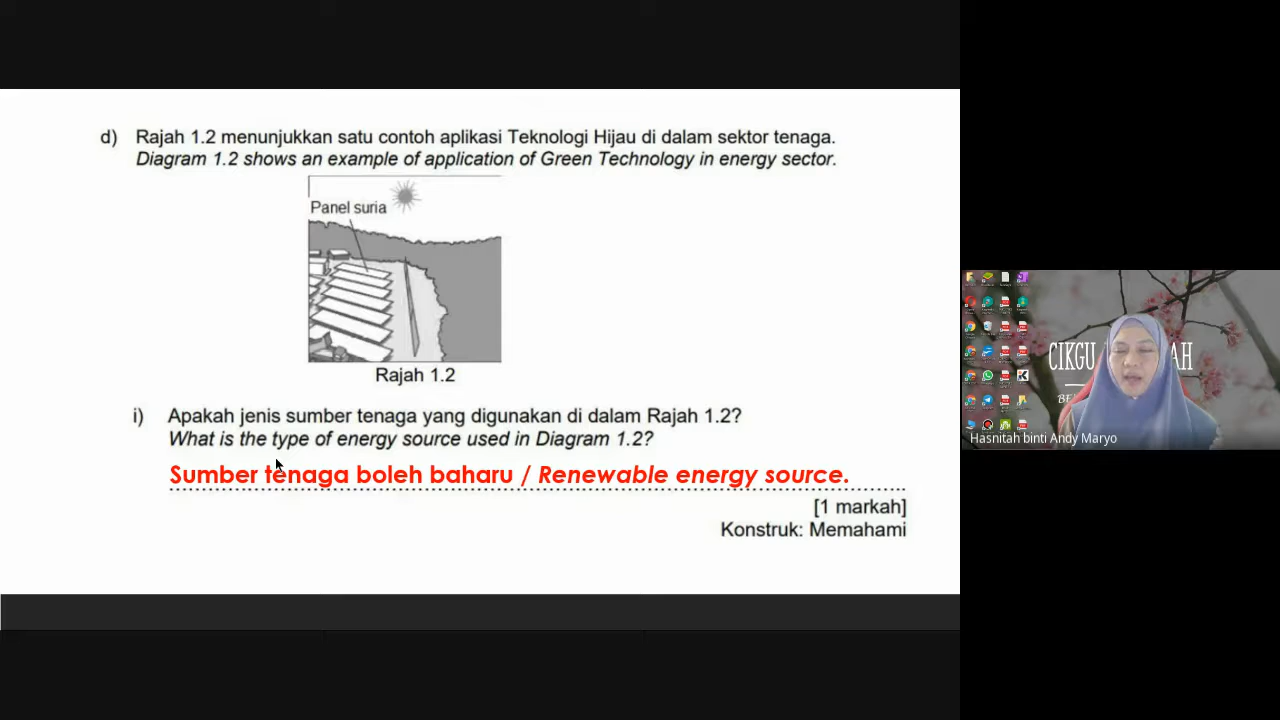 d) Rajah 1.2 menunjukkan satu contoh aplikasi Teknologi Hijau di dalam sektor tenaga.
Diagram 1.2 shows an example of application of Green Technology in energy sector.
Panel suria
Rajah 1.2
i) Apakah jenis sumber tenaga yang digunakan di dalam Rajah 1.2?
What is the type of energy source used in Diagram 1.2?
Sumber tenaga boleh baharu / Renewable energy source.
[1 markah]
Konstruk: Memahami
CIKGU
AH
Hasnitah binti Andy Maryo